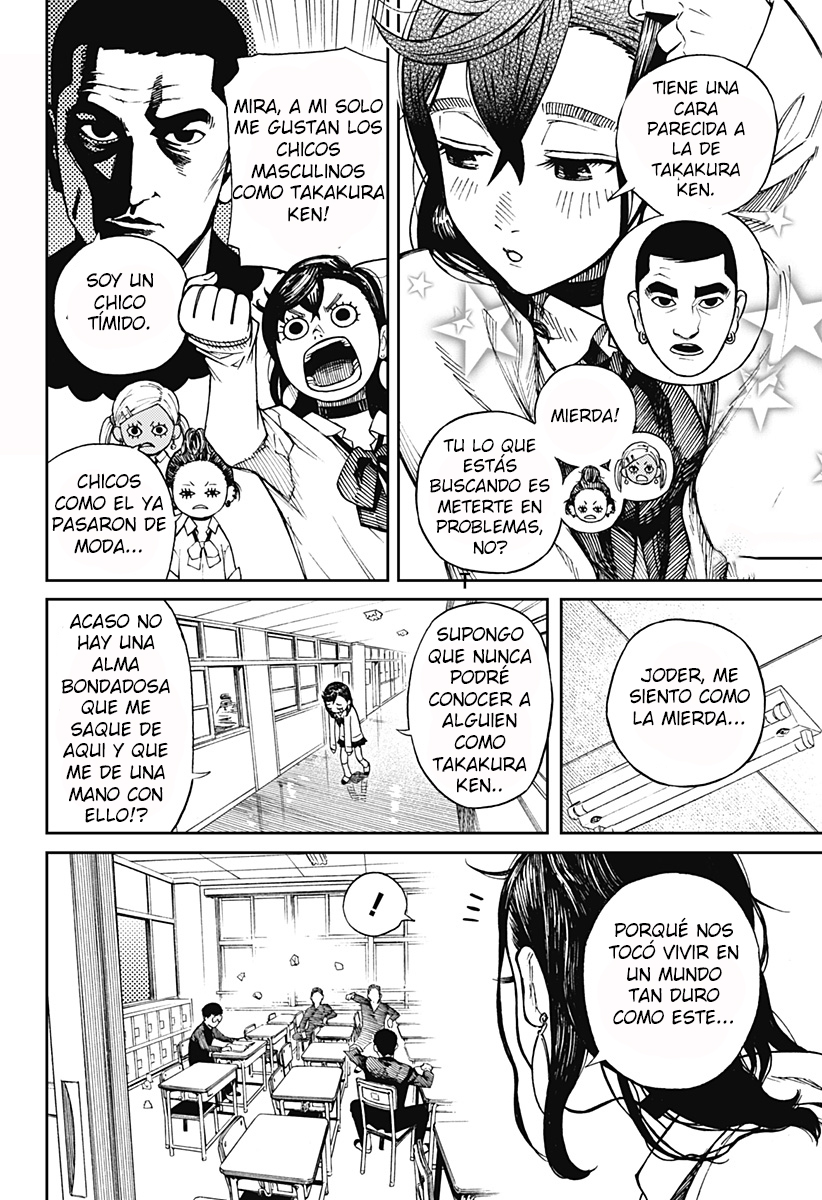 TIENE UNA
CARA
PARECIDA A
LA DE
TAKAKURA
KEN.
MIERDA!
TU LO QUE
ESTÁS
BUSCANDO ES
METERTE EN
PROBLEMAS,
NO?
MIRA, A MI SOLO
ME GUSTAN LOS
CHICOS
MASCULINOS
COMO TAKAKURA
KEN!
SOY UN
CHICO
TÍMIDO.
CHICOS
COMO EL YA
PASARON DE
MODA...
JODER, ME
SIENTO COMO
LA MIERDA...
SUPONGO
QUE NUNCA
PODRÉ
CONOCER A
ALGUIEN
COMO
TAKAKURA
KEN..
ACASO NO
HAY UNA
ALMA
BONDADOSA
QUE ME
SAQUE DE
AQUI Y QUE
ME DE UNA
MANO CON
ELLO!?
PORQUÉ NOS
TOCÓ VIVIR EN
UN MUNDO
TAN DURO
COMO ESTE...
!